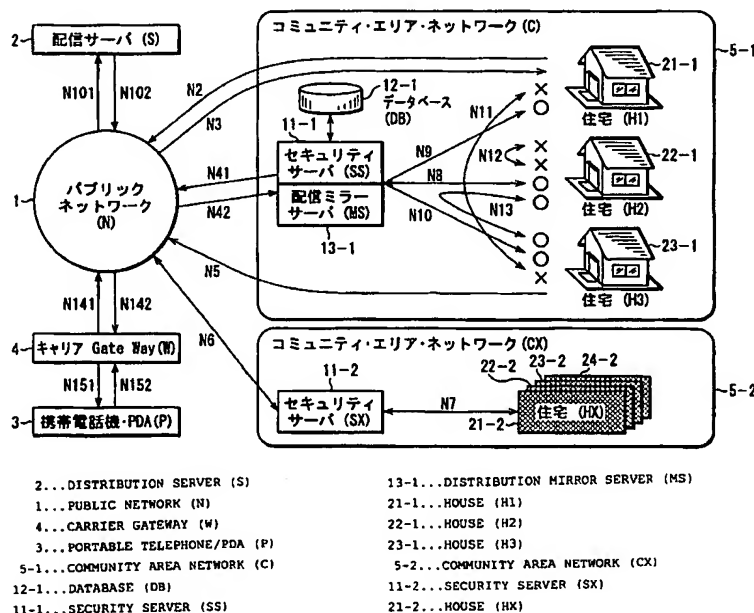 コミュニティ・エリア・ネットワーク(C)
5-1
2
配信サーバ(S)
N101
N102
N2
N3
12-1
データベース
(DB)
11-1
セキュリティ
サーバ(SS)
配信ミラー
サーバ(MS)
13-1
N41
N42
N11
N9
N12
N8
N13
N10
21-1
住宅 (H1)
22-1
住宅 (H2)
23-1
住宅 (H3)
1
パブリック
ネットワーク
(N)
N5
N6
N141
N142
4
キャリア Gate Way(W)
N151
N152
3
携帯電話機・PDA(P)
コミュニティ・エリア・ネットワーク(CX)
5-2
11-2
セキュリティ
サーバ(SX)
N7
22-2
23-2
24-2
21-2
住宅 (HX)
2...DISTRIBUTION SERVER (S)
1...PUBLIC NETWORK (N)
4...CARRIER GATEWAY (W)
3...PORTABLE TELEPHONE/PDA (P)
5-1...COMMUNITY AREA NETWORK (C)
12-1...DATABASE (DB)
11-1...SECURITY SERVER (SS)
13-1...DISTRIBUTION MIRROR SERVER (MS)
21-1...HOUSE (H1)
22-1...HOUSE (H2)
23-1...HOUSE (H3)
5-2...COMMUNITY AREA NETWORK (CX)
11-2...SECURITY SERVER (SX)
21-2...HOUSE (HX)